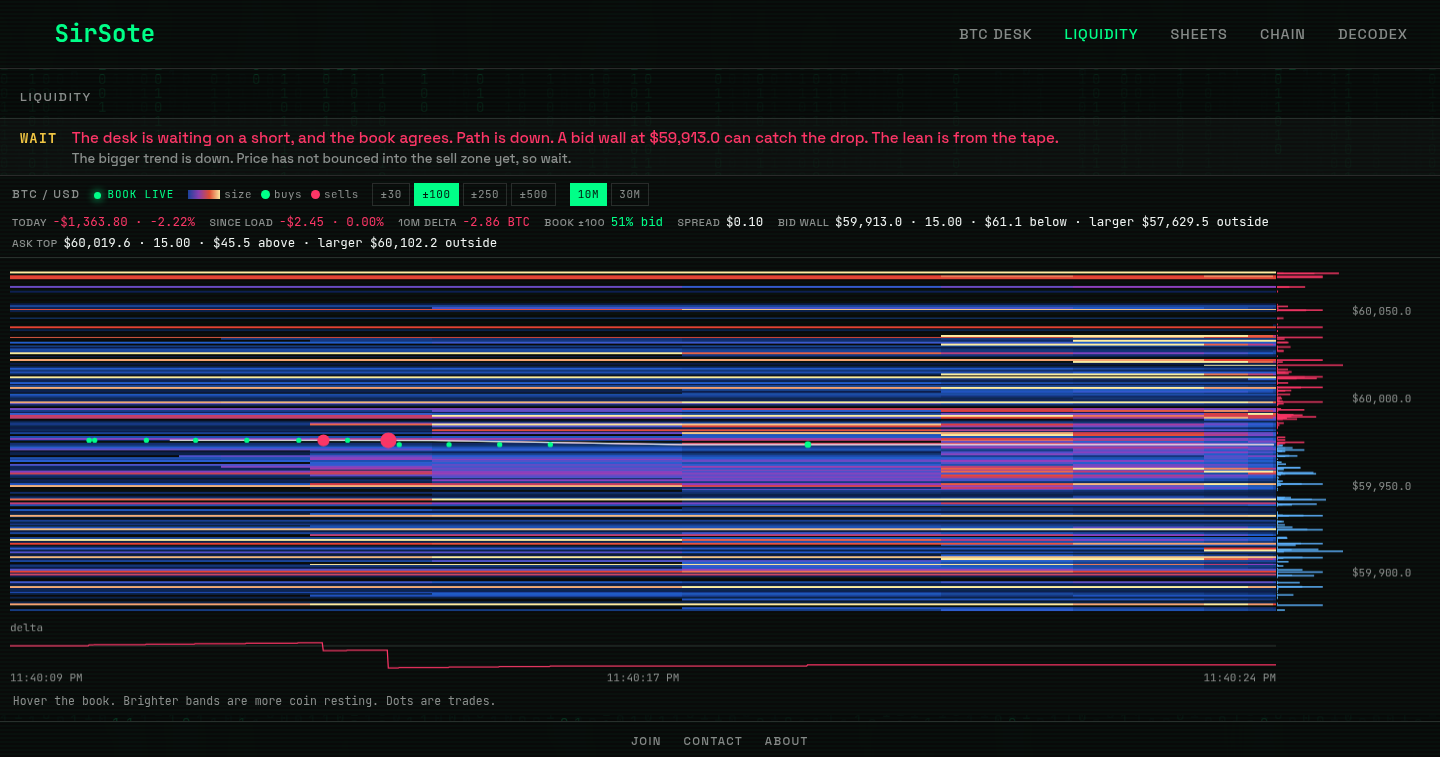 SirSote
BTC DESK LIQUIDITY SHEETS CHAIN DECODEX
LIQUIDITY
WAIT The desk is waiting on a short, and the book agrees. Path is down. A bid wall at $59,913.0 can catch the drop. The lean is from the tape.
The bigger trend is down. Price has not bounced into the sell zone yet, so wait.
BTC / USD BOOK LIVE size buys sells ±30 ±100 ±250 ±500 10M 30M
TODAY -$1,363.80 · -2.22% SINCE LOAD -$2.45 · 0.00% 10M DELTA -2.86 BTC BOOK ±100 51% bid SPREAD $0.10 BID WALL $59,913.0 · 15.00 · $61.1 below · larger $57,629.5 outside
ASK TOP $60,019.6 · 15.00 · $45.5 above · larger $60,102.2 outside
$60,050.0
$60,000.0
$59,950.0
$59,900.0
delta
11:40:09 PM 11:40:17 PM 11:40:24 PM
Hover the book. Brighter bands are more coin resting. Dots are trades.
JOIN CONTACT ABOUT